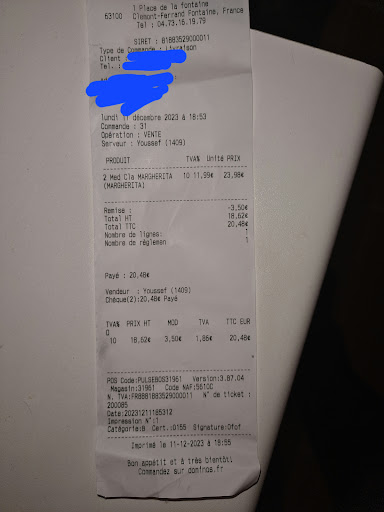 1 Place de la fontaine
63100 Clemont-Ferrand Fontaine, France
Tel : 04.73.16.19.79
SIRET : 81883529000011
Type de Commande : Livraison
Client
Tel. :
lundi 11 décembre 2023 à 18:53
Commande : 31
Opération : VENTE
Serveur : Youssef (1409)
PRODUIT TVA% Unité PRIX
2 Med Cla MARGHERITA 10 11,99€ 23,98€
(MARGHERITA)
Remise : -3,50€
Total HT 18,62€
Total TTC 20,48€
Nombre de lignes: 1
Nombre de réglemen 1
Payé : 20,48€
Vendeur : Youssef (1409)
Chèque(2):20,48€ Payé
TVA% PRIX HT MOD TVA TTC EUR
0
10 18,62€ 3,50€ 1,86€ 20,48€
POS Code:PULSEBOS31961 Version:3.87.04
Magasin:31961 Code NAF:5610C
N. TVA:FR8881883529000011 N° de ticket :
200085
Date:20231211185312
Impression N°:1
Catégorie:B Cert.:0155 Signature:Ofof
Imprimé le 11-12-2023 à 18:55
Bon appétit et à très bientôt!
Commandez sur dominos.fr